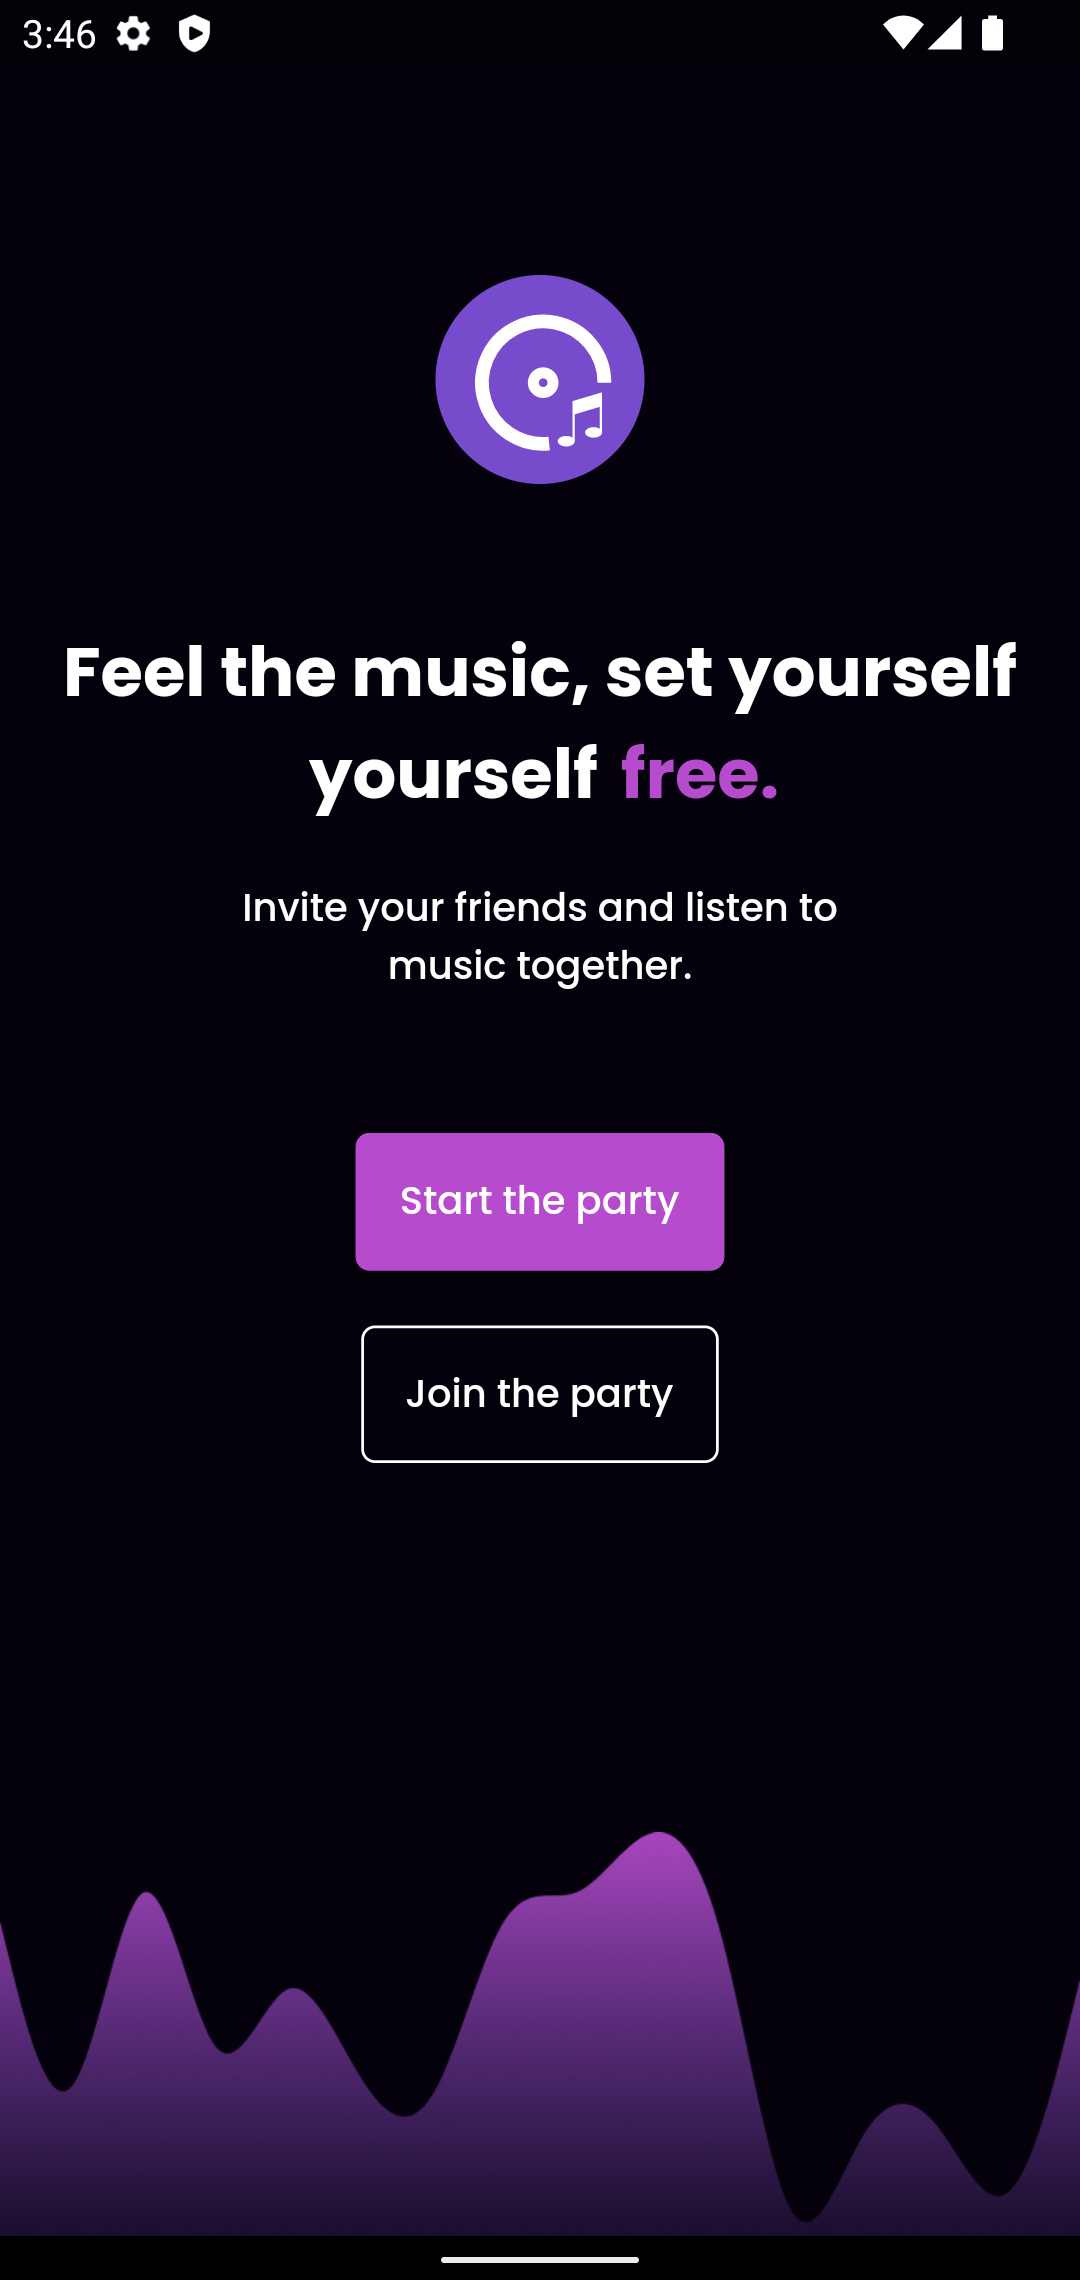 3:46
Feel the music, set yourself
yourself free.
Invite your friends and listen to
music together.
Start the party
Join the party